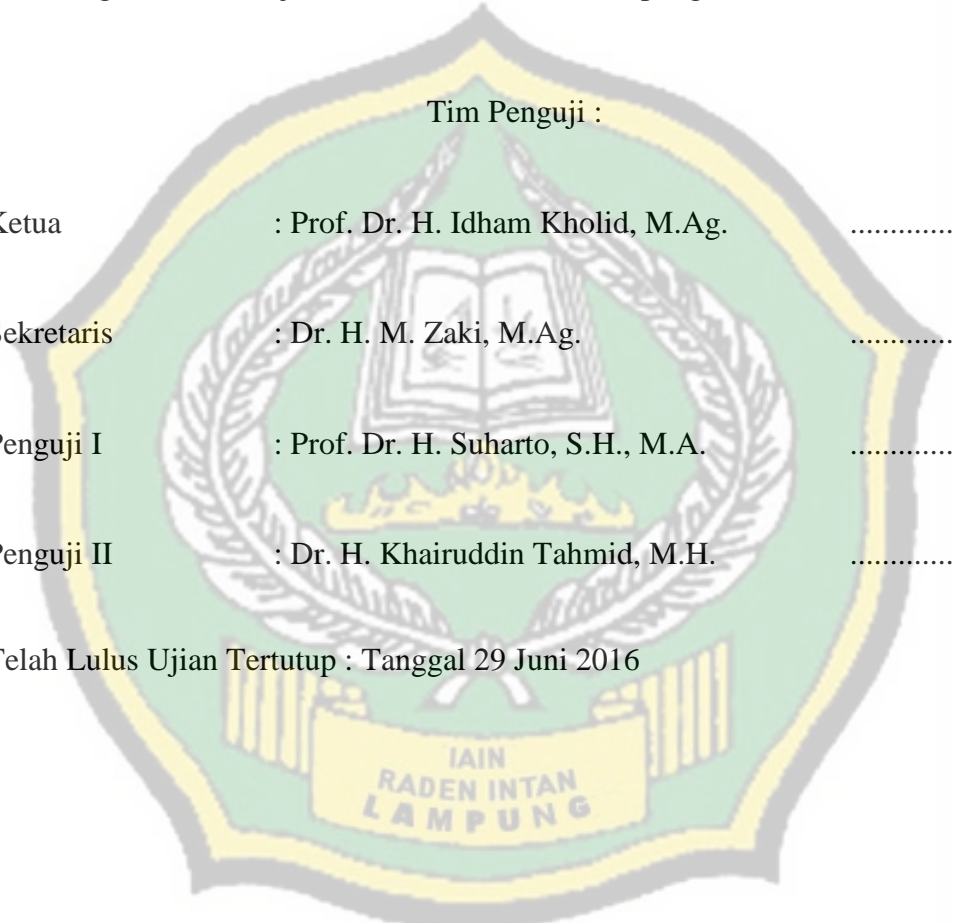 Tim Penguji :
Ketua : Prof. Dr. H. Idham Kholid, M.Ag. .............
Sekretaris : Dr. H. M. Zaki, M.Ag. .............
Penguji I : Prof. Dr. H. Suharto, S.H., M.A. .............
Penguji II : Dr. H. Khairuddin Tahmid, M.H. .............
Telah Lulus Ujian Tertutup : Tanggal 29 Juni 2016
IAIN
RADEN INTAN
LAMPUNG